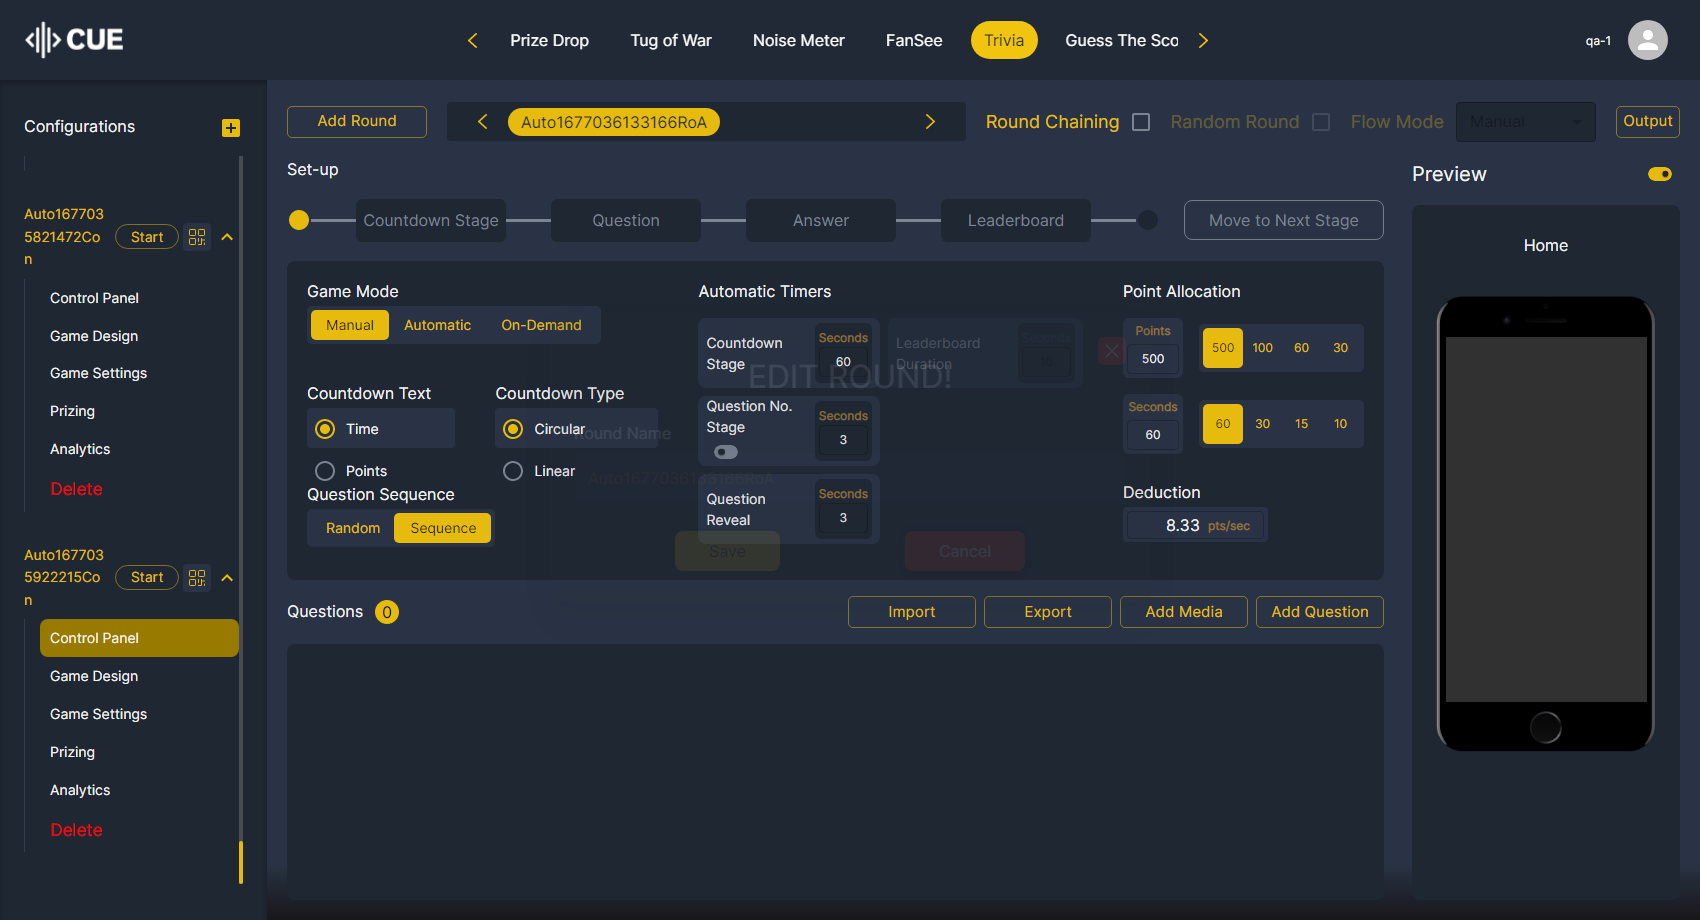 CUE
Prize Drop
Tug of War
Noise Meter
FanSee
Trivia
Guess The Sco
qa-1
Configurations
Auto167703
5821472Co
n
Start
Control Panel
Game Design
Game Settings
Prizing
Analytics
Delete
Auto167703
5922215Co
n
Start
Control Panel
Game Design
Game Settings
Prizing
Analytics
Delete
Add Round
Auto1677036133166RoA
Round Chaining
Random Round
Flow Mode
Manual
Output
Set-up
Countdown Stage
Question
Answer
Leaderboard
Move to Next Stage
Game Mode
Manual
Automatic
On-Demand
Countdown Text
Time
Points
Countdown Type
Circular
Linear
Question Sequence
Random
Sequence
Automatic Timers
Countdown
Stage
Seconds
60
Leaderboard
Duration
Seconds
10
Question No.
Stage
Seconds
3
Question
Reveal
Seconds
3
EDIT ROUND!
Round Name
Auto1677036133166RoA
Save
Cancel
Point Allocation
Points
500
500
100
60
30
Seconds
60
60
30
15
10
Deduction
8.33 pts/sec
Questions 0
Import
Export
Add Media
Add Question
Preview
Home